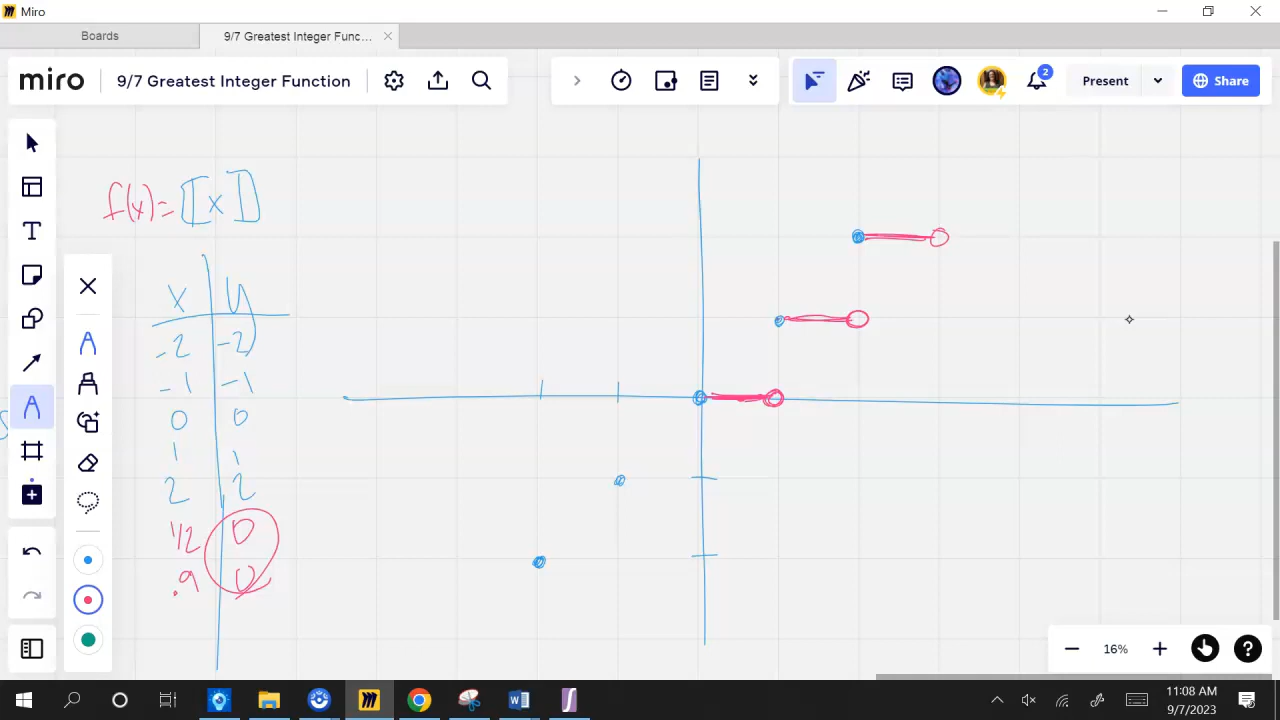 Miro
Boards
9/7 Greatest Integer Func...
miro
9/7 Greatest Integer Function
2
Present
Share
f(x)= [[x]]
x y
-2 -2
-1 -1
0 0
1 1
2 2
1/2 0
.9 0
16%
11:08 AM
9/7/2023